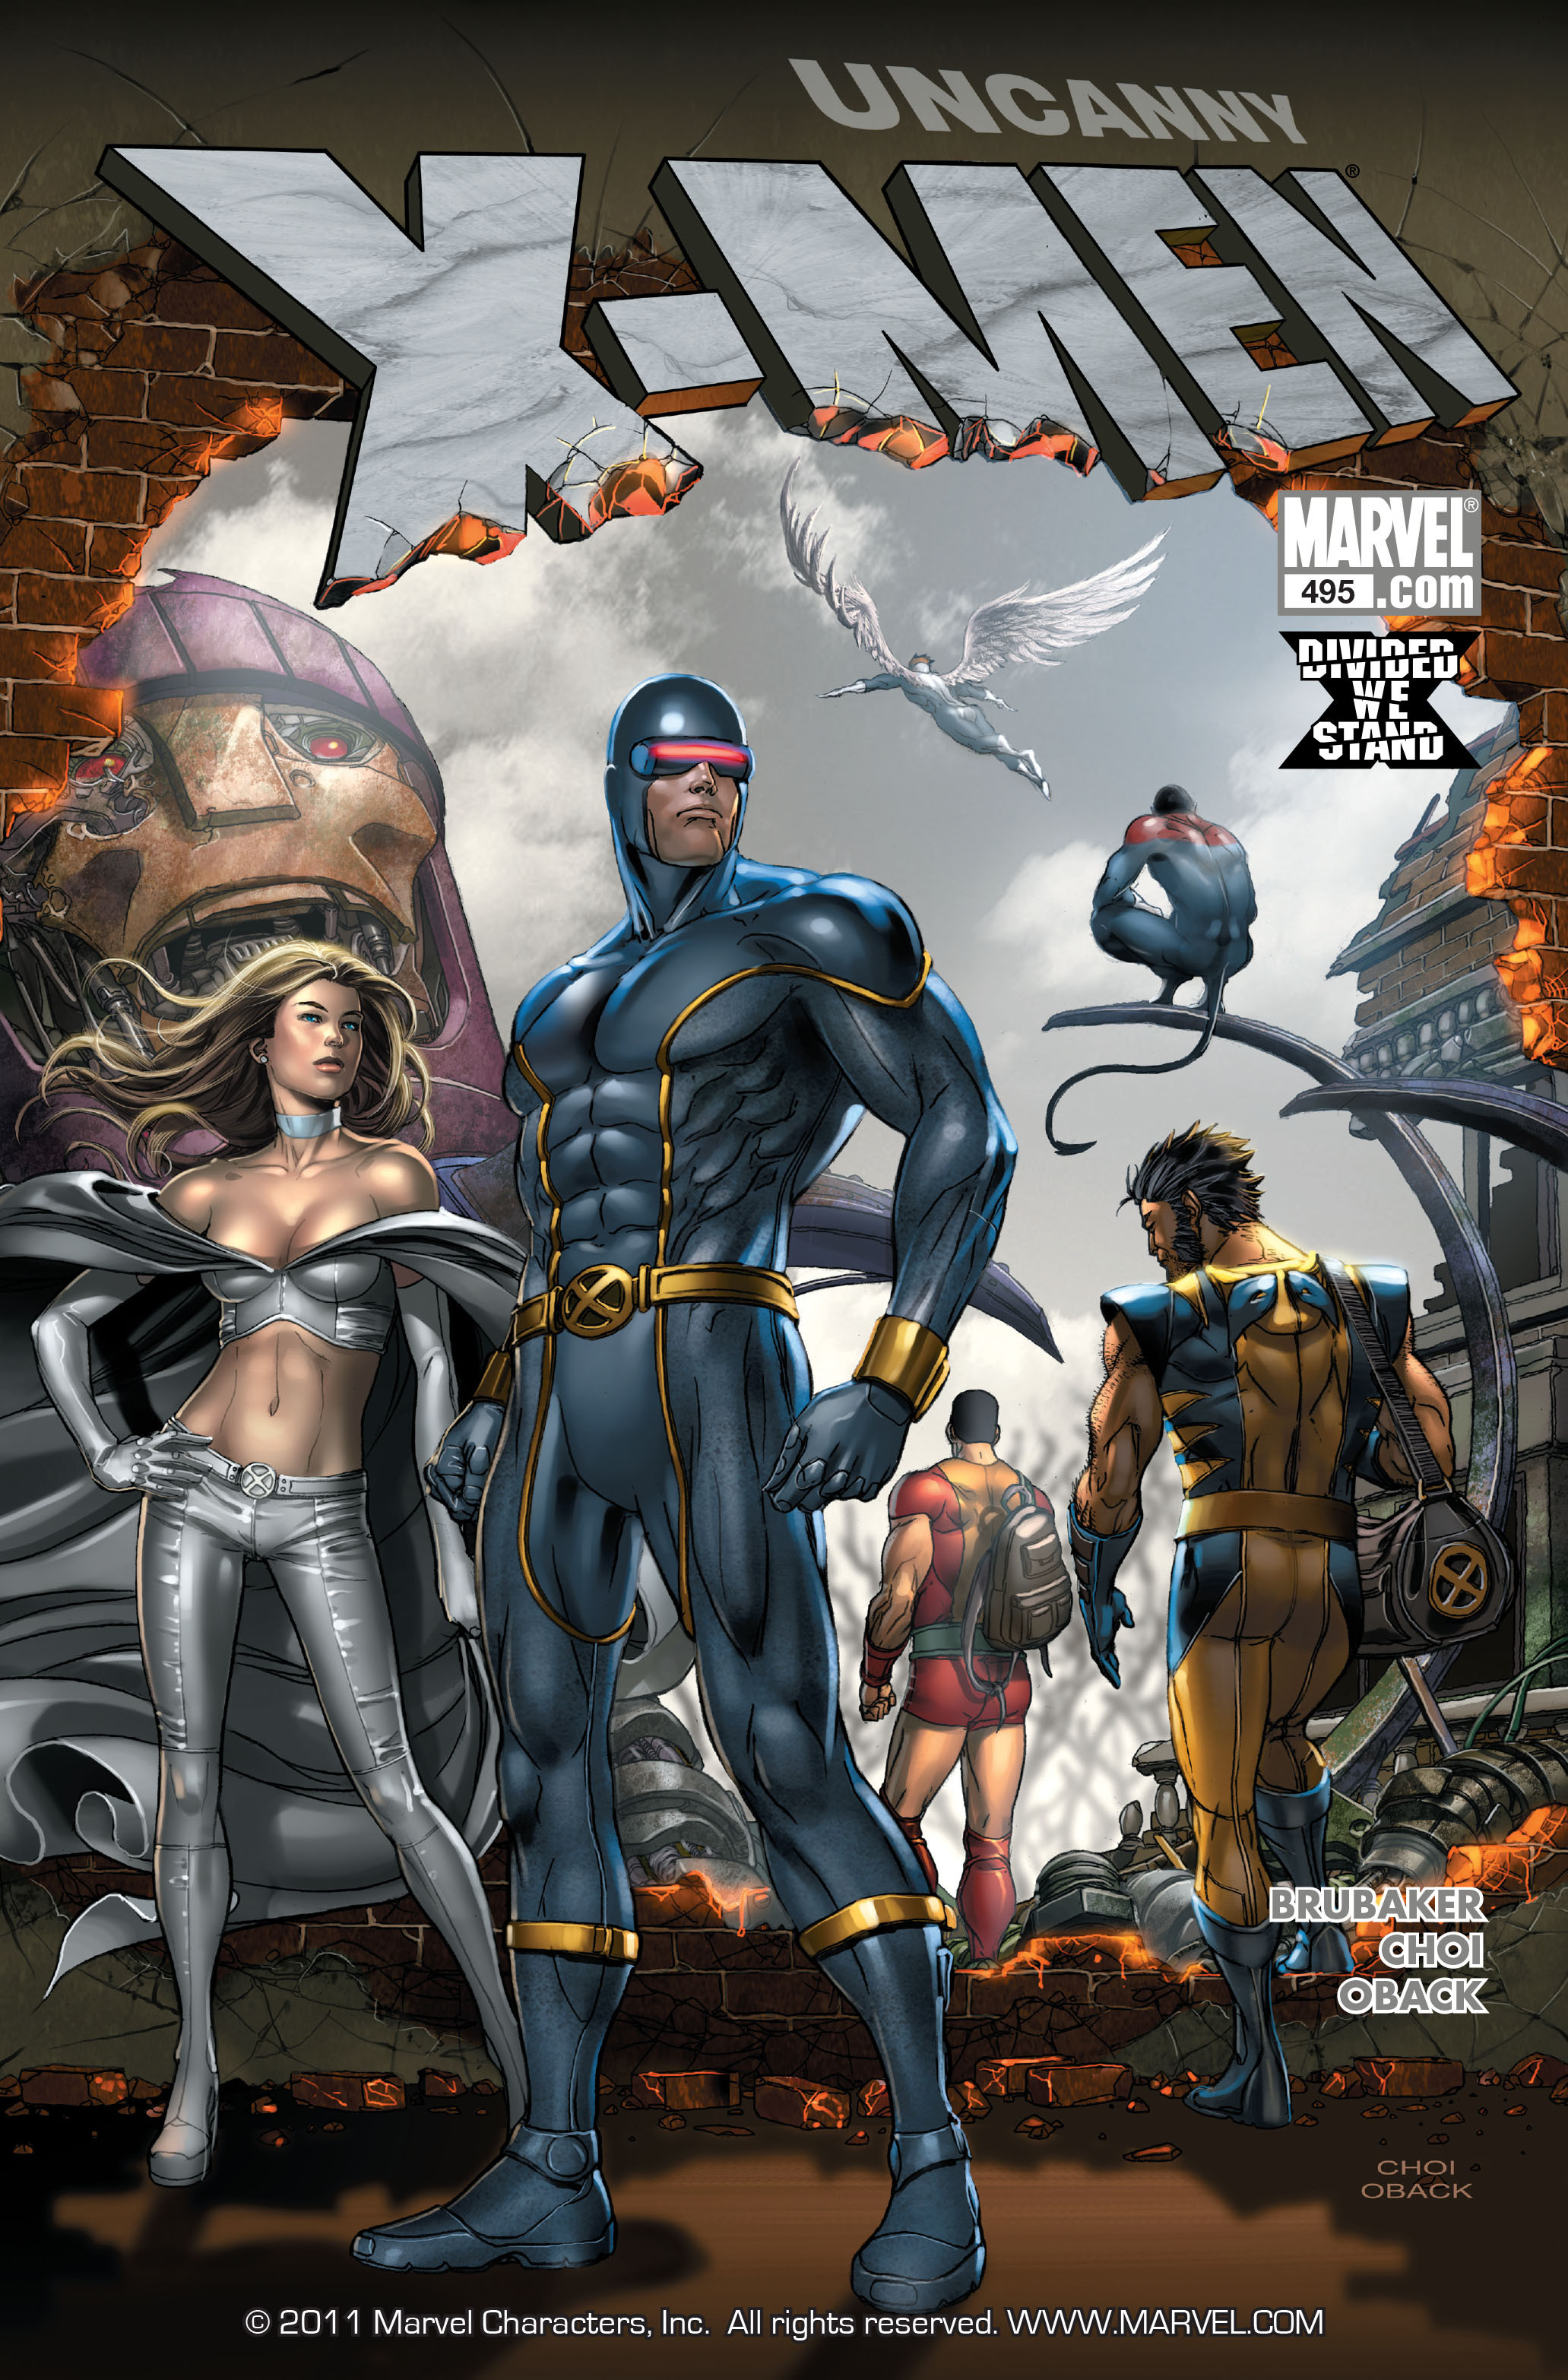 UNCANNY
X-MEN®
MARVEL®
495 .com
DIVIDED
WE
STAND
BRUBAKER
CHOI
OBACK
CHOI
OBACK
© 2011 Marvel Characters, Inc. All rights reserved. WWW.MARVEL.COM